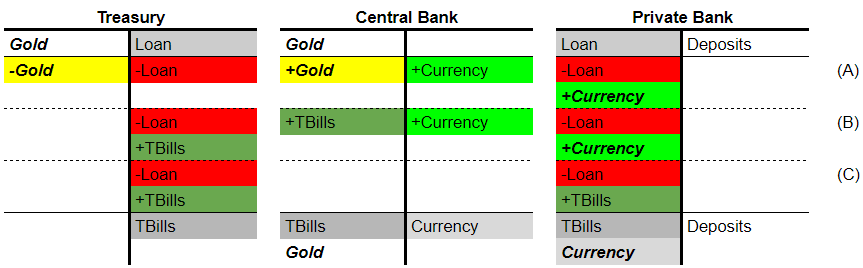 Treasury Central Bank Private Bank
Gold Loan Gold Loan Deposits
-Gold -Loan +Gold +Currency -Loan (A)
+Currency
-Loan +TBills +Currency -Loan (B)
+TBills +Currency
-Loan -Loan (C)
+TBills +TBills
TBills TBills Currency TBills Deposits
Gold Currency